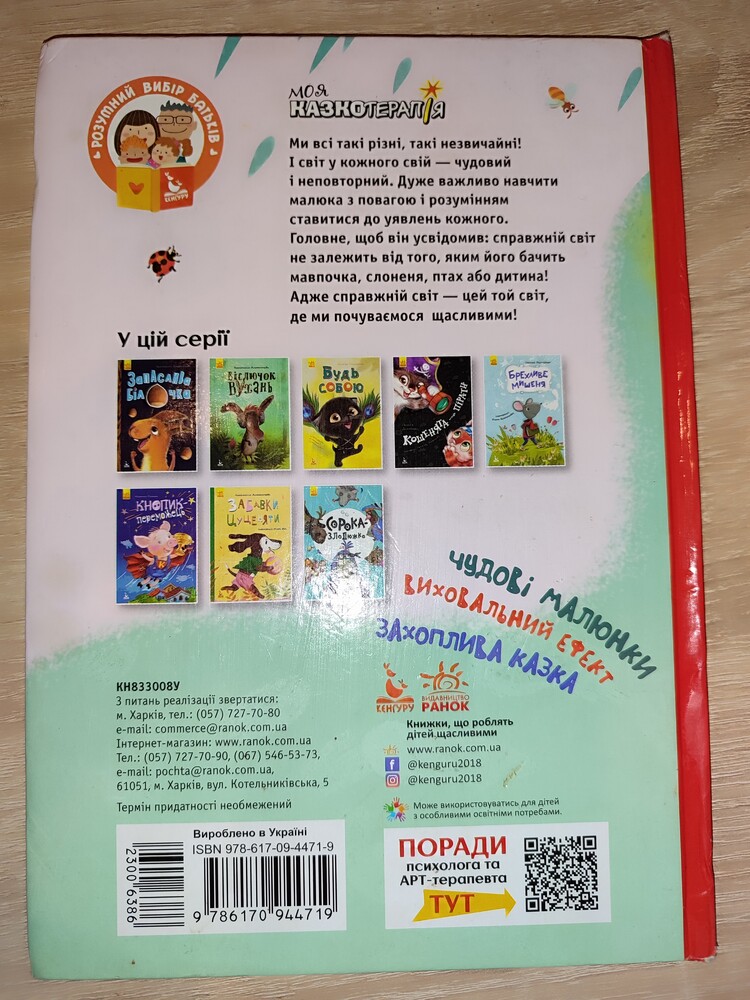 РОЗУМНИЙ ВИБІР БАТЬКІВ
КЕНГУРУ
МОЯ
КАЗКОТЕРАПІЯ
Ми всі такі різні, такі незвичайні!
І світ у кожного свій — чудовий
і неповторний. Дуже важливо навчити
малюка з повагою і розумінням
ставитися до уявлень кожного.
Головне, щоб він усвідомив: справжній світ
не залежить від того, яким його бачить
мавпочка, слоненя, птах або дитина!
Адже справжній світ — цей той світ,
де ми почуваємося щасливими!
У цій серії
Запаслива
біло чка
Віслючок
Вухань
Будь
собою
Кошенята — пірати
Брехливе
мишеня
Кнопик-
переможець
Забавки
Цуценяти
Сорока-
злодюжка
ЧУДОВІ МАЛЮНКИ
ВИХОВАЛЬНИЙ ЕФЕКТ
ЗАХОПЛИВА КАЗКА
КН833008У
З питань реалізації звертатися:
м. Харків, тел.: (057) 727-70-80
e-mail: commerce@ranok.com.ua
Інтернет-магазин: www.ranok.com.ua
Тел.: (057) 727-70-90, (067) 546-53-73,
e-mail: pochta@ranok.com.ua,
61051, м. Харків, вул. Котельниківська, 5
Термін придатності необмежений
КЕНГУРУ
ВИДАВНИЦТВО
РАНОК
Книжки, що роблять
дітей щасливими
www.ranok.com.ua
@kenguru2018
@kenguru2018
Може використовуватись для дітей
з особливими освітніми потребами.
Вироблено в Україні
ISBN 978-617-09-4471-9
23006386
9 786170 944719
ПОРАДИ
психолога та
АРТ-терапевта
ТУТ